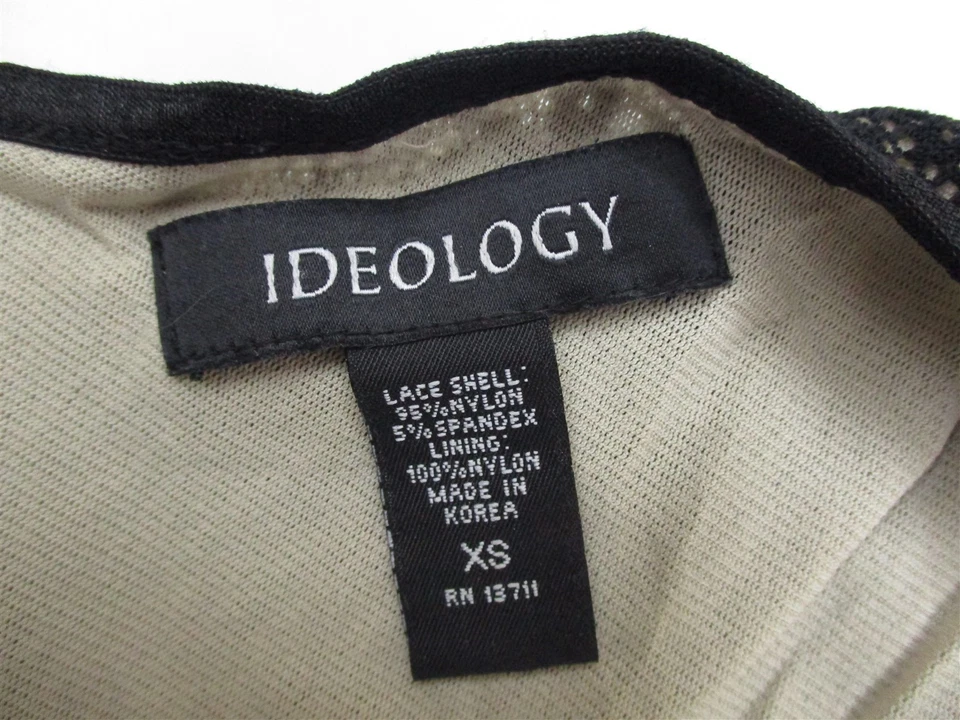 IDEOLOGY
LACE SHELL:
95%NYLON
5%SPANDEX
LINING:
100%NYLON
MADE IN
KOREA
XS
RN 13711